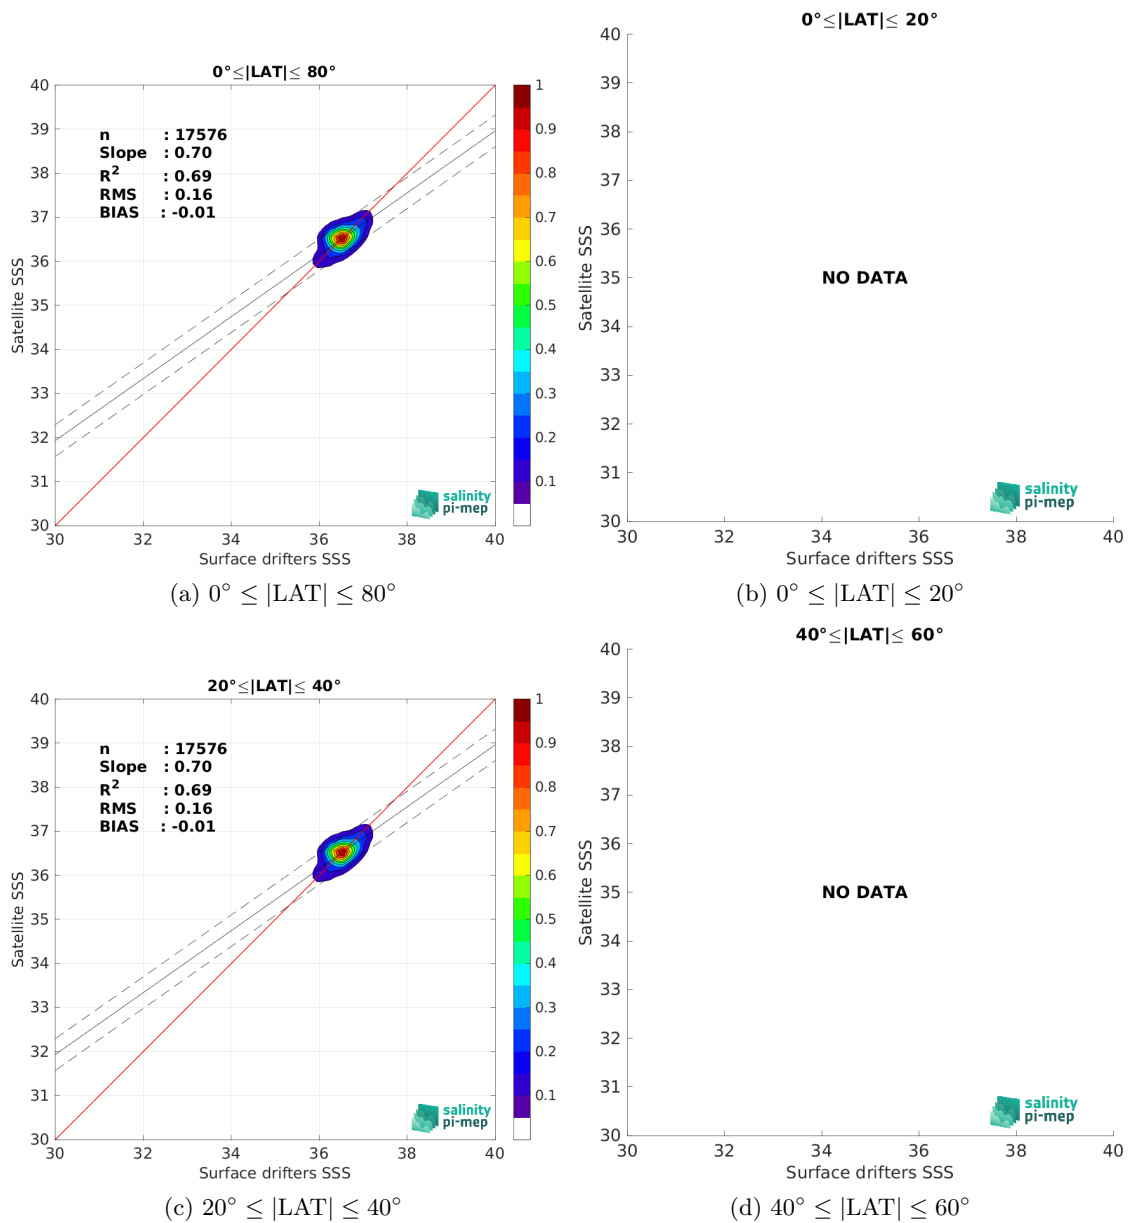 0°≤|LAT|≤ 80°
40
39
38
37
36
35
34
33
32
31
30
30
32
34
36
38
40
Satellite SSS
Surface drifters SSS
n : 17576
Slope : 0.70
R² : 0.69
RMS : 0.16
BIAS : -0.01
1
0.9
0.8
0.7
0.6
0.5
0.4
0.3
0.2
0.1
salinity
pi-mep
(a) 0° ≤ |LAT| ≤ 80°
0°≤|LAT|≤ 20°
40
39
38
37
36
35
34
33
32
31
30
30
32
34
36
38
40
Satellite SSS
Surface drifters SSS
NO DATA
salinity
pi-mep
(b) 0° ≤ |LAT| ≤ 20°
20°≤|LAT|≤ 40°
40
39
38
37
36
35
34
33
32
31
30
30
32
34
36
38
40
Satellite SSS
Surface drifters SSS
n : 17576
Slope : 0.70
R² : 0.69
RMS : 0.16
BIAS : -0.01
1
0.9
0.8
0.7
0.6
0.5
0.4
0.3
0.2
0.1
salinity
pi-mep
(c) 20° ≤ |LAT| ≤ 40°
40°≤|LAT|≤ 60°
40
39
38
37
36
35
34
33
32
31
30
30
32
34
36
38
40
Satellite SSS
Surface drifters SSS
NO DATA
salinity
pi-mep
(d) 40° ≤ |LAT| ≤ 60°